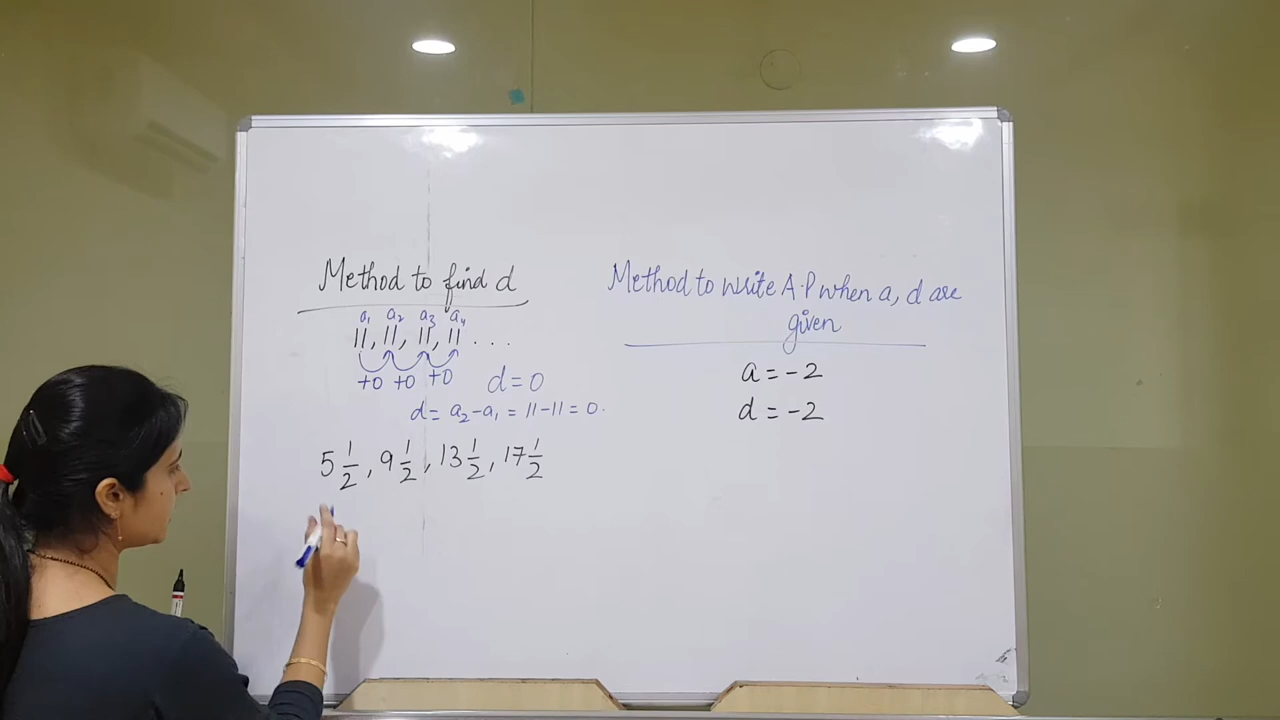 Method to find d
a₁ a₂ a₃ a₄
11, 11, 11, 11 . . .
+0 +0 +0 d = 0
d = a₂ - a₁ = 11 - 11 = 0.
5 1/2, 9 1/2, 13 1/2, 17 1/2
Method to write A.P when a, d are
given
a = -2
d = -2